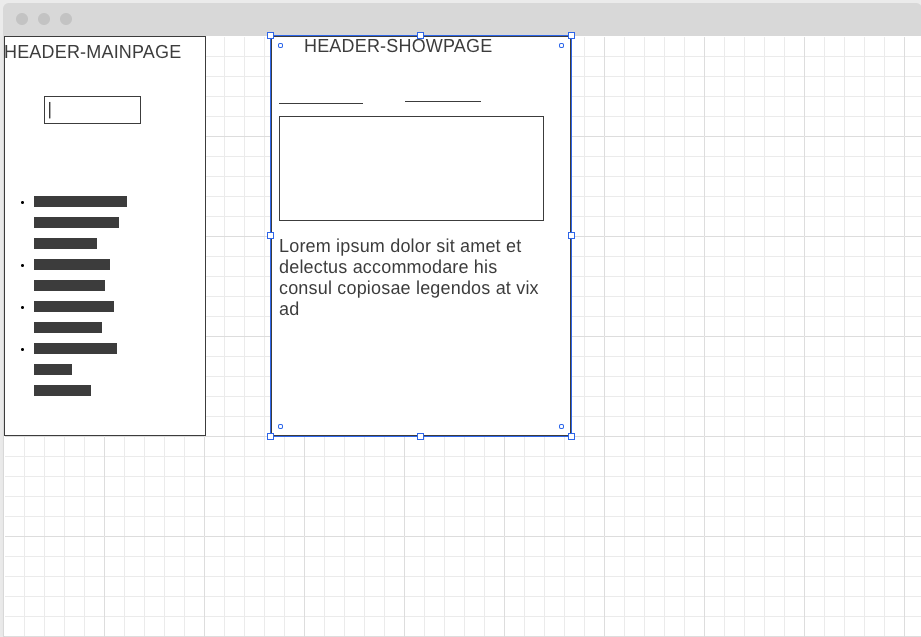 HEADER-MAINPAGE
HEADER-SHOWPAGE
Lorem ipsum dolor sit amet et
delectus accommodare his
consul copiosae legendos at vix
ad